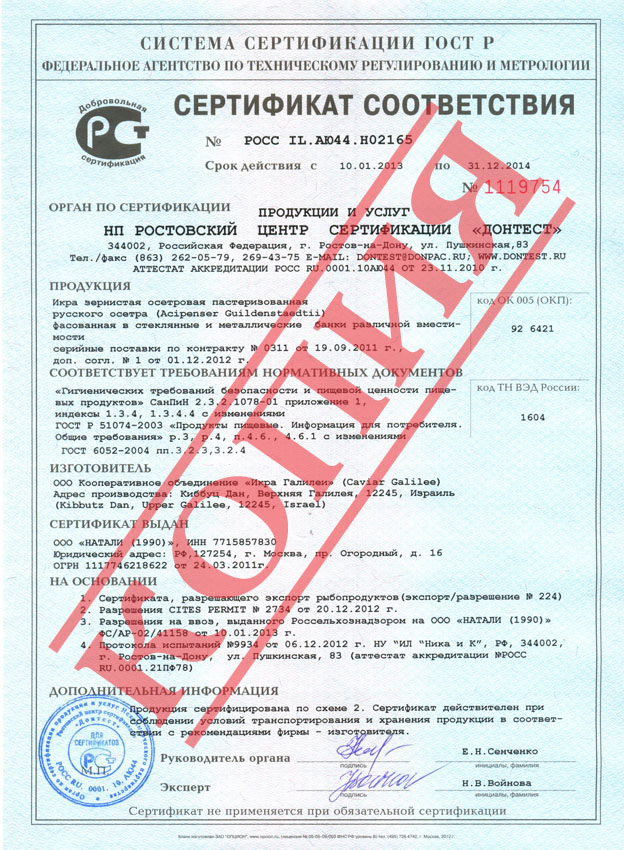 СИСТЕМА СЕРТИФИКАЦИИ ГОСТ Р
ФЕДЕРАЛЬНОЕ АГЕНТСТВО ПО ТЕХНИЧЕСКОМУ РЕГУЛИРОВАНИЮ И МЕТРОЛОГИИ
Добровольная
сертификация
СЕРТИФИКАТ СООТВЕТСТВИЯ
№ РОСС IL.АЮ44.Н02165
Срок действия с 10.01.2013 по 31.12.2014
№ 1119754
ОРГАН ПО СЕРТИФИКАЦИИ ПРОДУКЦИИ И УСЛУГ
НП РОСТОВСКИЙ ЦЕНТР СЕРТИФИКАЦИИ «ДОНТЕСТ»
344002, Российская Федерация, г. Ростов-на-Дону, ул. Пушкинская,83
Тел./факс (863) 262-05-79, 269-43-75 E-MAIL: DONTEST@DONPAC.RU; WWW.DONTEST.RU
АТТЕСТАТ АККРЕДИТАЦИИ РОСС RU.0001.10АЮ44 ОТ 23.11.2010 г.
ПРОДУКЦИЯ
Икра зернистая осетровая пастеризованная
русского осетра (Acipenser Guildenstaedtii)
фасованная в стеклянные и металлические банки различной вмести-
мости
серийные поставки по контракту № 0311 от 19.09.2011 г.,
доп. согл. № 1 от 01.12.2012 г.
код ОК 005 (ОКП):
92 6421
СООТВЕТСТВУЕТ ТРЕБОВАНИЯМ НОРМАТИВНЫХ ДОКУМЕНТОВ
«Гигиенических требований безопасности и пищевой ценности пище-
вых продуктов» СанПиН 2.3.2.1078-01 приложение 1,
индексы 1.3.4, 1.3.4.4 с изменениями
ГОСТ Р 51074-2003 «Продукты пищевые. Информация для потребителя.
Общие требования» р.3, р.4, п.4.6., 4.6.1 с изменениями
ГОСТ 6052-2004 пп.3.2.3,3.2.4
код ТН ВЭД России:
1604
ИЗГОТОВИТЕЛЬ
ООО Кооперативное объединение «Икра Галилеи» (Caviar Galilee)
Адрес производства: Киббуц Дан, Верхняя Галилея, 12245, Израиль
(Kibbutz Dan, Upper Galilee, 12245, Israel)
СЕРТИФИКАТ ВЫДАН
ООО «НАТАЛИ (1990)», ИНН 7715857830
Юридический адрес: РФ,127254, г. Москва, пр. Огородный, д. 16
ОГРН 1117746218622 от 24.03.2011г.
НА ОСНОВАНИИ
1. Сертификата, разрешающего экспорт рыбопродуктов(экспорт/разрешение № 224)
2. Разрешения CITES PERMIT № 2734 от 20.12.2012 г.
3. Разрешения на ввоз, выданного Россельхознадзором на ООО «НАТАЛИ (1990)»
ФС/АР-02/41158 от 10.01.2013 г.
4. Протокола испытаний №9934 от 06.12.2012 г. НУ "ИЛ "Ника и К", РФ, 344002,
г. Ростов-на-Дону, ул. Пушкинская, 83 (аттестат аккредитации №РОСС
RU.0001.21ПФ78)
ДОПОЛНИТЕЛЬНАЯ ИНФОРМАЦИЯ
Продукция сертифицирована по схеме 2. Сертификат действителен при
соблюдении условий транспортирования и хранения продукции в соответ-
ствии с рекомендациями фирмы - изготовителя.
ДЛЯ
СЕРТИФИКАТОВ
РОСС RU. 0001. 10. АЮ44
М.П.
Руководитель органа
подпись
Е.Н.Сенченко
инициалы, фамилия
Эксперт
подпись
Н.В.Войнова
инициалы, фамилия
Сертификат не применяется при обязательной сертификации
КОПИЯ